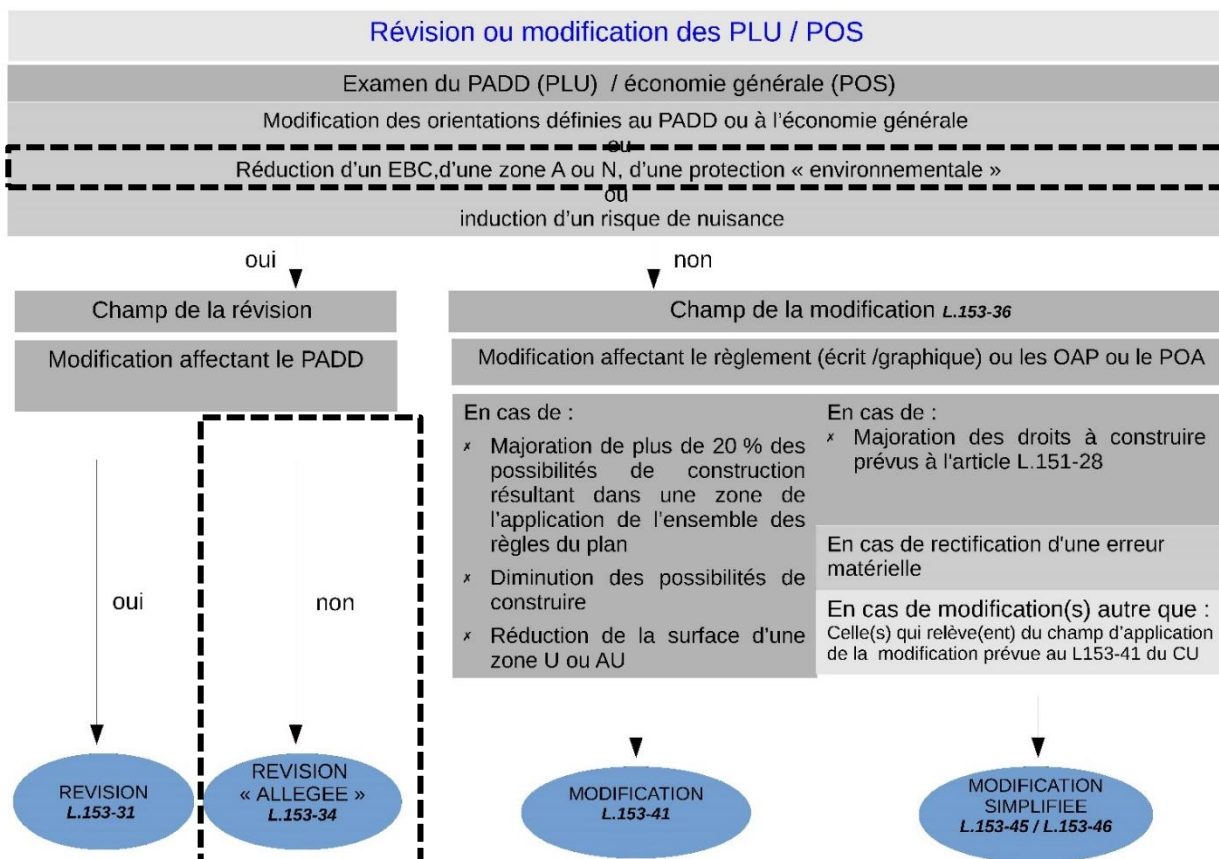 Révision ou modification des PLU / POS
Examen du PADD (PLU) / économie générale (POS)
Modification des orientations définies au PADD ou à l'économie générale
ou
Réduction d'un EBC,d'une zone A ou N, d'une protection « environnementale »
ou
induction d'un risque de nuisance
oui
non
Champ de la révision
Modification affectant le PADD
oui
non
REVISION
L.153-31
REVISION
« ALLEGEE »
L.153-34
Champ de la modification L.153-36
Modification affectant le règlement (écrit /graphique) ou les OAP ou le POA
En cas de :
✗ Majoration de plus de 20 % des
possibilités de construction
résultant dans une zone de
l'application de l'ensemble des
règles du plan
✗ Diminution des possibilités de
construire
✗ Réduction de la surface d'une
zone U ou AU
MODIFICATION
L.153-41
En cas de :
✗ Majoration des droits à construire
prévus à l'article L.151-28
En cas de rectification d'une erreur
matérielle
En cas de modification(s) autre que :
Celle(s) qui relève(ent) du champ d'application
de la modification prévue au L153-41 du CU
MODIFICATION
SIMPLIFIEE
L.153-45 / L.153-46